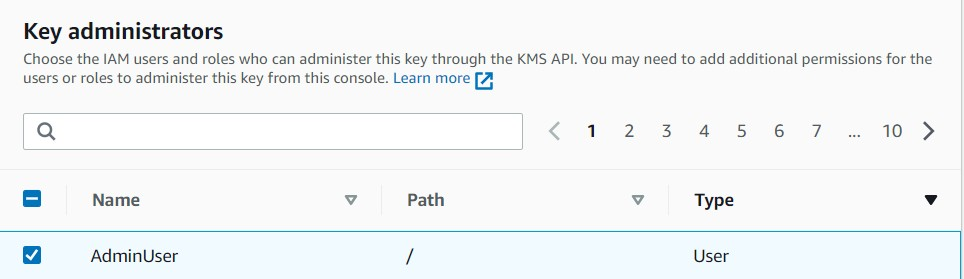 Key administrators
Choose the IAM users and roles who can administer this key through the KMS API. You may need to add additional permissions for the
users or roles to administer this key from this console. Learn more
1 2 3 4 5 6 7 ... 10
Name Path Type
AdminUser / User